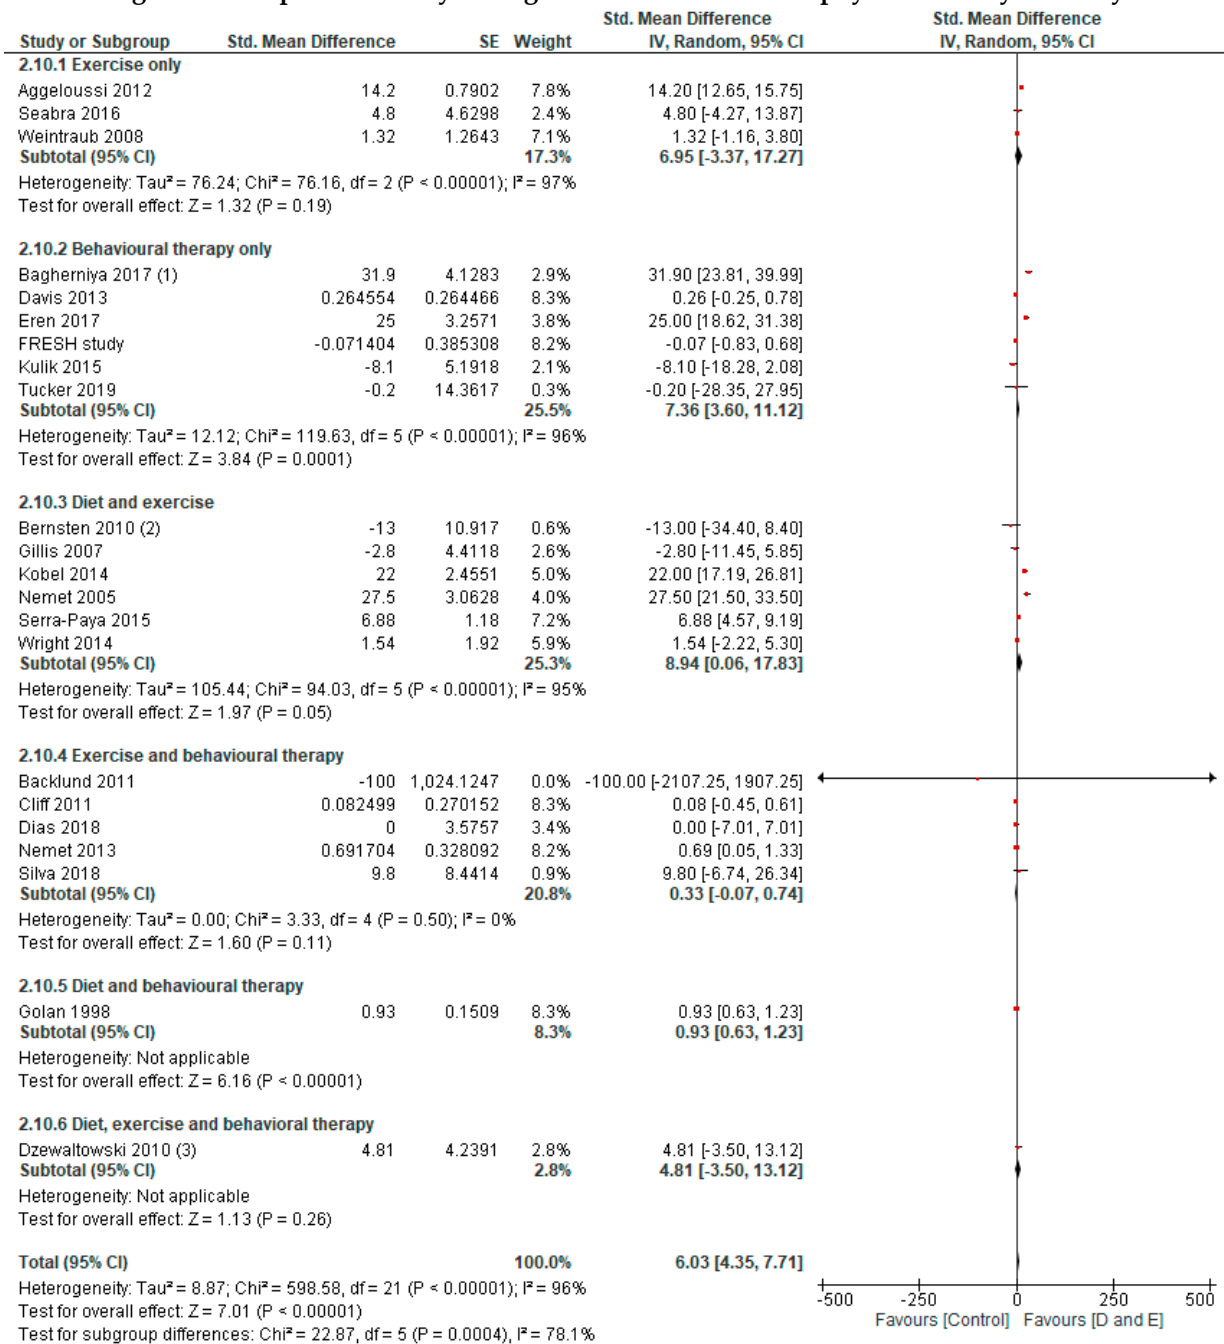 Std. Mean Difference Std. Mean Difference
Study or Subgroup Std. Mean Difference SE Weight IV, Random, 95% CI IV, Random, 95% CI
2.10.1 Exercise only
Aggeloussi 2012 14.2 0.7902 7.8% 14.20 [12.65, 15.75]
Seabra 2016 4.8 4.6298 2.4% 4.80 [-4.27, 13.87]
Weintraub 2008 1.32 1.2643 7.1% 1.32 [-1.16, 3.80]
Subtotal (95% CI) 17.3% 6.95 [-3.37, 17.27]
Heterogeneity: Tau² = 76.24; Chi² = 76.16, df = 2 (P < 0.00001); I² = 97%
Test for overall effect: Z = 1.32 (P = 0.19)
2.10.2 Behavioural therapy only
Bagherniya 2017 (1) 31.9 4.1283 2.9% 31.90 [23.81, 39.99]
Davis 2013 0.264554 0.264466 8.3% 0.26 [-0.25, 0.78]
Eren 2017 25 3.2571 3.8% 25.00 [18.62, 31.38]
FRESH study -0.071404 0.385308 8.2% -0.07 [-0.83, 0.68]
Kulik 2015 -8.1 5.1918 2.1% -8.10 [-18.28, 2.08]
Tucker 2019 -0.2 14.3617 0.3% -0.20 [-28.35, 27.95]
Subtotal (95% CI) 25.5% 7.36 [3.60, 11.12]
Heterogeneity: Tau² = 12.12; Chi² = 119.63, df = 5 (P < 0.00001); I² = 96%
Test for overall effect: Z = 3.84 (P = 0.0001)
2.10.3 Diet and exercise
Bernsten 2010 (2) -13 10.917 0.6% -13.00 [-34.40, 8.40]
Gillis 2007 -2.8 4.4118 2.6% -2.80 [-11.45, 5.85]
Kobel 2014 22 2.4551 5.0% 22.00 [17.19, 26.81]
Nemet 2005 27.5 3.0628 4.0% 27.50 [21.50, 33.50]
Serra-Paya 2015 6.88 1.18 7.2% 6.88 [4.57, 9.19]
Wright 2014 1.54 1.92 5.9% 1.54 [-2.22, 5.30]
Subtotal (95% CI) 25.3% 8.94 [0.06, 17.83]
Heterogeneity: Tau² = 105.44; Chi² = 94.03, df = 5 (P < 0.00001); I² = 95%
Test for overall effect: Z = 1.97 (P = 0.05)
2.10.4 Exercise and behavioural therapy
Backlund 2011 -100 1,024.1247 0.0% -100.00 [-2107.25, 1907.25]
Cliff 2011 0.082499 0.270152 8.3% 0.08 [-0.45, 0.61]
Dias 2018 0 3.5757 3.4% 0.00 [-7.01, 7.01]
Nemet 2013 0.691704 0.328092 8.2% 0.69 [0.05, 1.33]
Silva 2018 9.8 8.4414 0.9% 9.80 [-6.74, 26.34]
Subtotal (95% CI) 20.8% 0.33 [-0.07, 0.74]
Heterogeneity: Tau² = 0.00; Chi² = 3.33, df = 4 (P = 0.50); I² = 0%
Test for overall effect: Z = 1.60 (P = 0.11)
2.10.5 Diet and behavioural therapy
Golan 1998 0.93 0.1509 8.3% 0.93 [0.63, 1.23]
Subtotal (95% CI) 8.3% 0.93 [0.63, 1.23]
Heterogeneity: Not applicable
Test for overall effect: Z = 6.16 (P < 0.00001)
2.10.6 Diet, exercise and behavioral therapy
Dzewaltowski 2010 (3) 4.81 4.2391 2.8% 4.81 [-3.50, 13.12]
Subtotal (95% CI) 2.8% 4.81 [-3.50, 13.12]
Heterogeneity: Not applicable
Test for overall effect: Z = 1.13 (P = 0.26)
Total (95% CI) 100.0% 6.03 [4.35, 7.71]
Heterogeneity: Tau² = 8.87; Chi² = 598.58, df = 21 (P < 0.00001); I² = 96%
Test for overall effect: Z = 7.01 (P < 0.00001)
Test for subgroup differences: Chi² = 22.87, df = 5 (P = 0.0004), I² = 78.1%
-500 -250 0 250 500
Favours [Control] Favours [D and E]